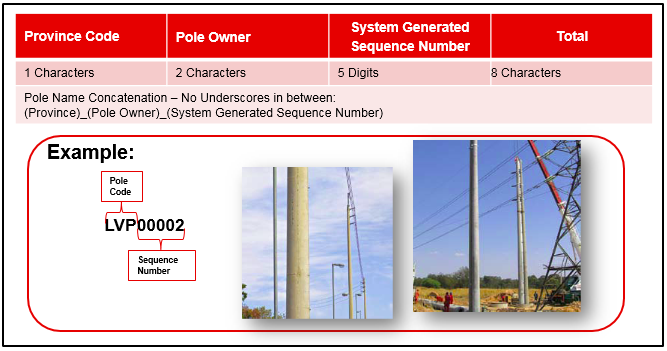 Province Code
Pole Owner
System Generated
Sequence Number
Total
1 Characters
2 Characters
5 Digits
8 Characters
Pole Name Concatenation – No Underscores in between:
(Province)_(Pole Owner)_(System Generated Sequence Number)
Example:
Pole
Code
LVP00002
Sequence
Number